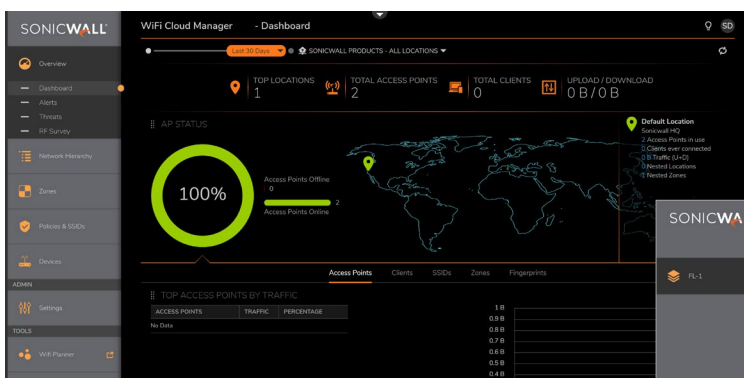 SONICWALL
WiFi Cloud Manager - Dashboard
SD
Last 30 Days
SONICWALL PRODUCTS - ALL LOCATIONS
Overview
Dashboard
Alerts
Threats
RF Survey
Network Hierarchy
Zones
Policies & SSIDs
Devices
ADMIN
Settings
TOOLS
Wifi Planner
TOP LOCATIONS
1
TOTAL ACCESS POINTS
2
TOTAL CLIENTS
0
UPLOAD / DOWNLOAD
0 B / 0 B
AP STATUS
100%
Access Points Offline
0
2
Access Points Online
Default Location
Sonicwall HQ
2 Access Points in use
0 Clients ever connected
0 B Traffic (U+D)
0 Nested Locations
1 Nested Zones
SONICWA
FL-1
Access Points Clients SSIDs Zones Fingerprints
TOP ACCESS POINTS BY TRAFFIC
ACCESS POINTS TRAFFIC PERCENTAGE
No Data
1 B
0.9 B
0.8 B
0.7 B
0.6 B
0.5 B
0.4 B